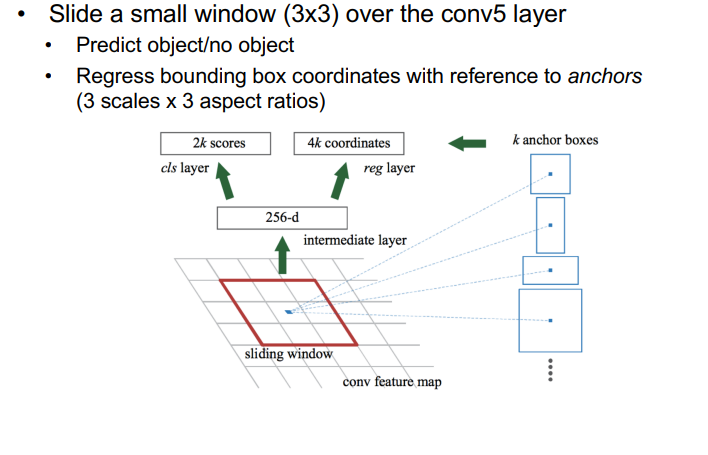 • Slide a small window (3x3) over the conv5 layer
• Predict object/no object
• Regress bounding box coordinates with reference to anchors
(3 scales x 3 aspect ratios)
2k scores
4k coordinates
k anchor boxes
cls layer
reg layer
256-d
intermediate layer
sliding window
conv feature map